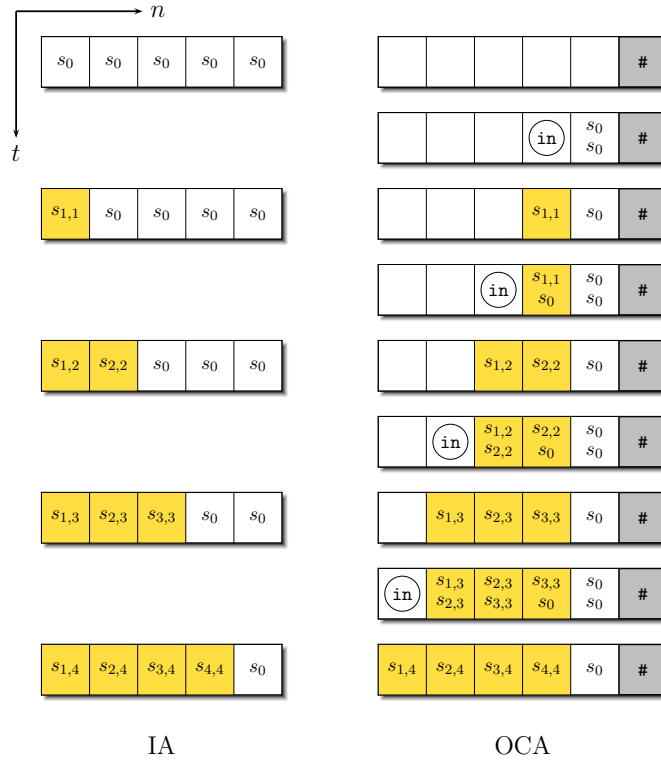 n
t
s₀ s₀ s₀ s₀ s₀ #
in s₀ #
s₀
s₁,₁ s₀ s₀ s₀ s₀ s₁,₁ s₀ #
in s₁,₁ s₀ #
s₀ s₀
s₁,₂ s₂,₂ s₀ s₀ s₀ s₁,₂ s₂,₂ s₀ #
in s₁,₂ s₂,₂ s₀ #
s₂,₂ s₀ s₀
s₁,₃ s₂,₃ s₃,₃ s₀ s₀ s₁,₃ s₂,₃ s₃,₃ s₀ #
in s₁,₃ s₂,₃ s₃,₃ s₀ #
s₂,₃ s₃,₃ s₀ s₀
s₁,₄ s₂,₄ s₃,₄ s₄,₄ s₀ s₁,₄ s₂,₄ s₃,₄ s₄,₄ s₀ #
IA OCA